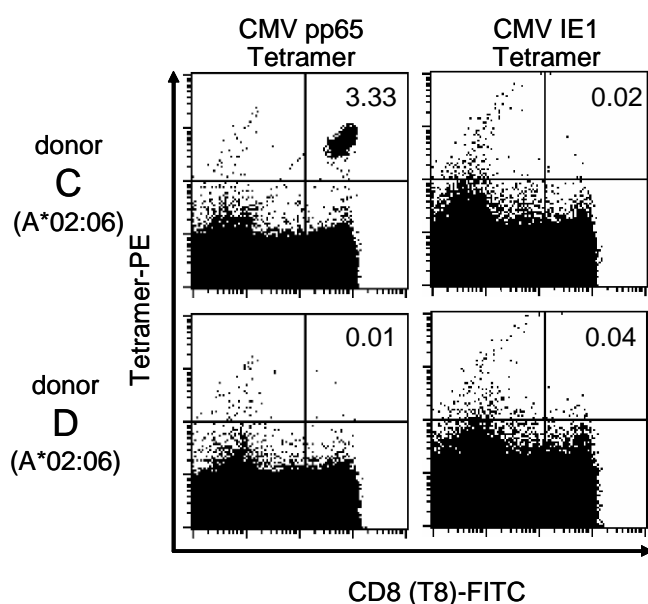 CMV pp65
Tetramer
CMV IE1
Tetramer
donor
C
(A*02:06)
3.33
0.02
Tetramer-PE
donor
D
(A*02:06)
0.01
0.04
CD8 (T8)-FITC